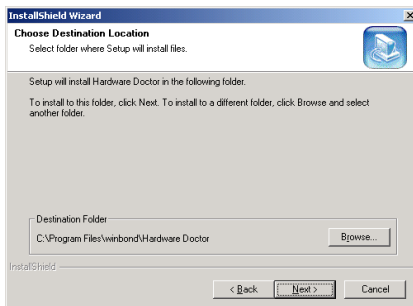 InstallShield Wizard
Choose Destination Location
Select folder where Setup will install files.
Setup will install Hardware Doctor in the following folder.
To install to this folder, click Next. To install to a different folder, click Browse and select
another folder.
Destination Folder
C:\Program Files\winbond\Hardware Doctor
Browse...
InstallShield
< Back
Next >
Cancel